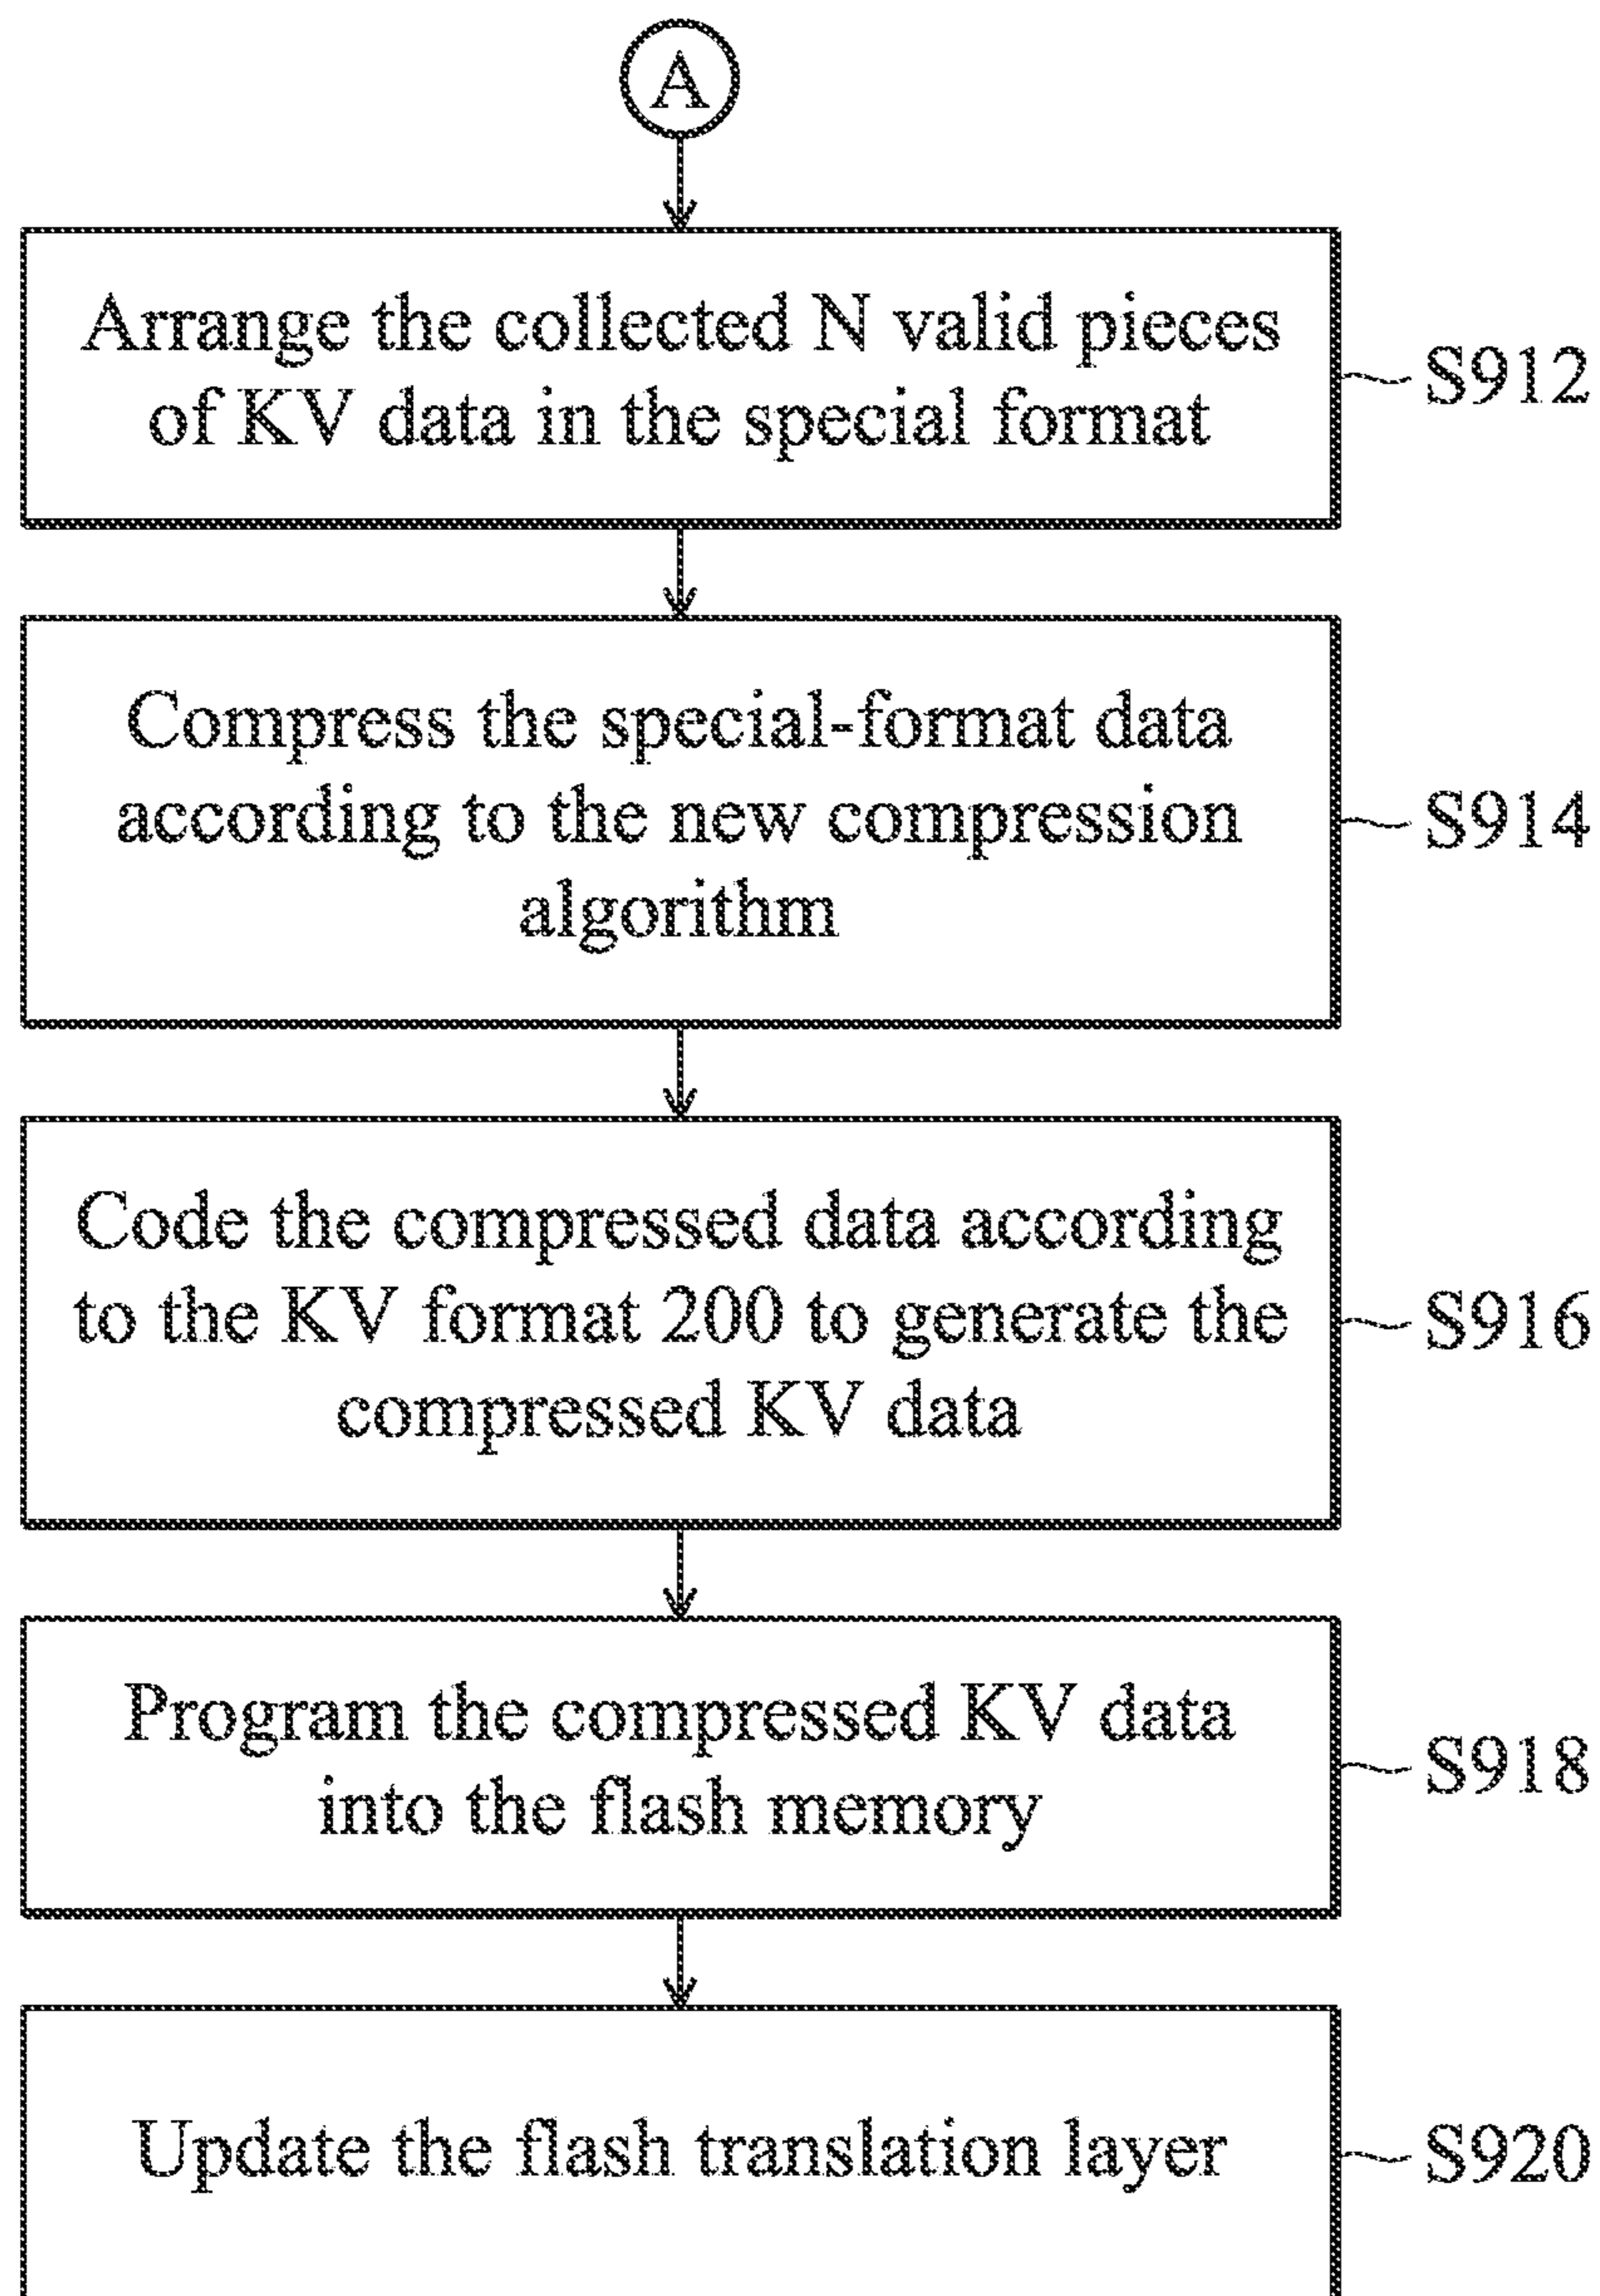 A
Arrange the collected N valid pieces
of KV data in the special format
S912
Compress the special-format data
according to the new compression
algorithm
S914
Code the compressed data according
to the KV format 200 to generate the
compressed KV data
S916
Program the compressed KV data
into the flash memory
S918
Update the flash translation layer
S920